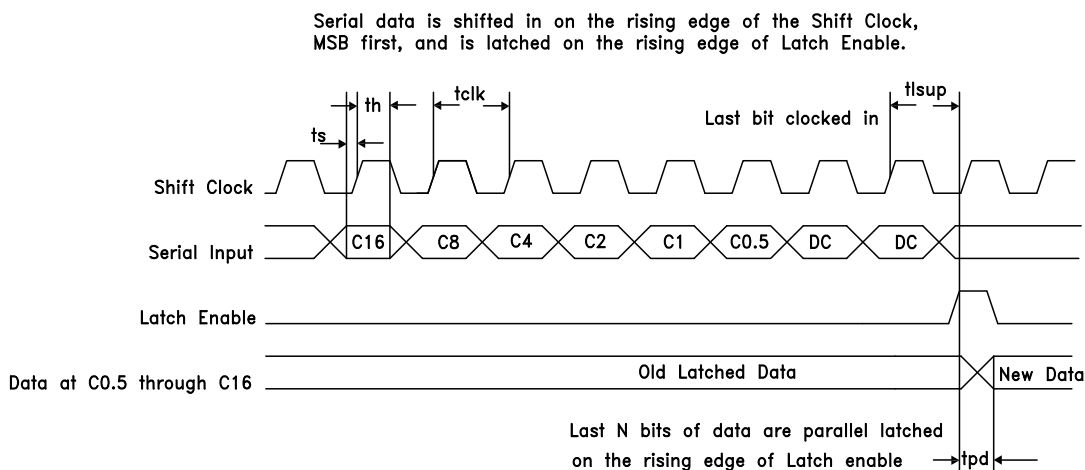 Serial data is shifted in on the rising edge of the Shift Clock,
MSB first, and is latched on the rising edge of Latch Enable.
th
tclk
tlsup
Last bit clocked in
ts
Shift Clock
Serial Input
C16
C8
C4
C2
C1
C0.5
DC
DC
Latch Enable
Data at C0.5 through C16
Old Latched Data
New Data
Last N bits of data are parallel latched
on the rising edge of Latch enable
tpd